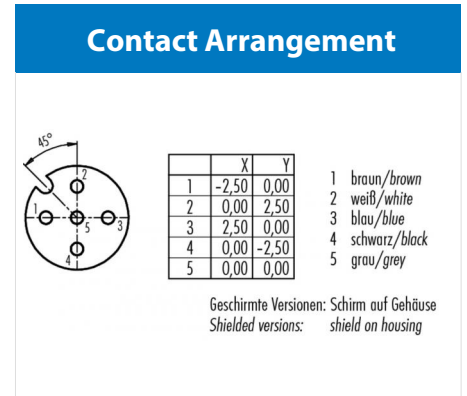 Contact Arrangement
45°
2
1
5
3
4
X Y
1 -2,50 0,00
2 0,00 2,50
3 2,50 0,00
4 0,00 -2,50
5 0,00 0,00
1 braun/brown
2 weiß/white
3 blau/blue
4 schwarz/black
5 grau/grey
Geschirmte Versionen: Schirm auf Gehäuse
Shielded versions: shield on housing